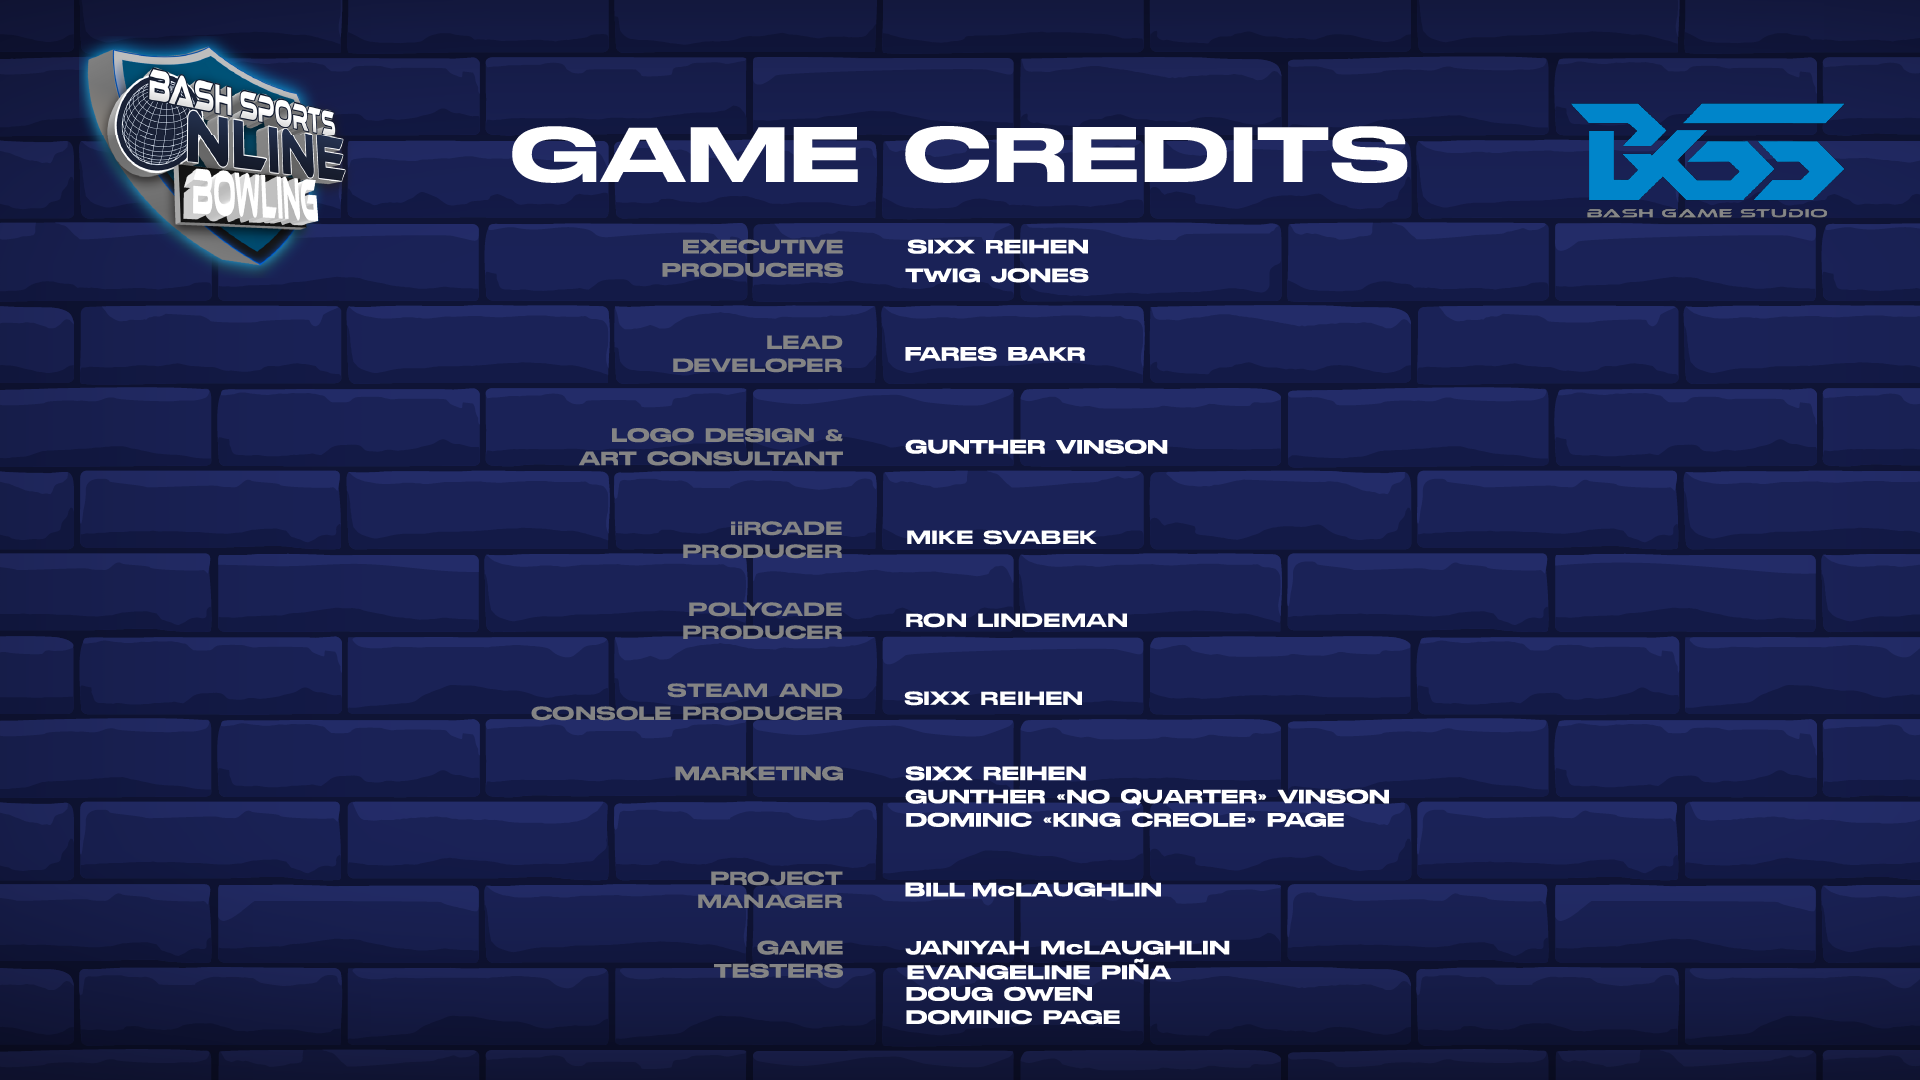 BASH SPORTS
ONLINE
BOWLING
GAME CREDITS
BGS
BASH GAME STUDIO
EXECUTIVE
PRODUCERS
SIXX REIHEN
TWIG JONES
LEAD
DEVELOPER
FARES BAKR
LOGO DESIGN &
ART CONSULTANT
GUNTHER VINSON
iiRCADE
PRODUCER
MIKE SVABEK
POLYCADE
PRODUCER
RON LINDEMAN
STEAM AND
CONSOLE PRODUCER
SIXX REIHEN
MARKETING
SIXX REIHEN
GUNTHER «NO QUARTER» VINSON
DOMINIC «KING CREOLE» PAGE
PROJECT
MANAGER
BILL McLAUGHLIN
GAME
TESTERS
JANIYAH McLAUGHLIN
EVANGELINE PIÑA
DOUG OWEN
DOMINIC PAGE